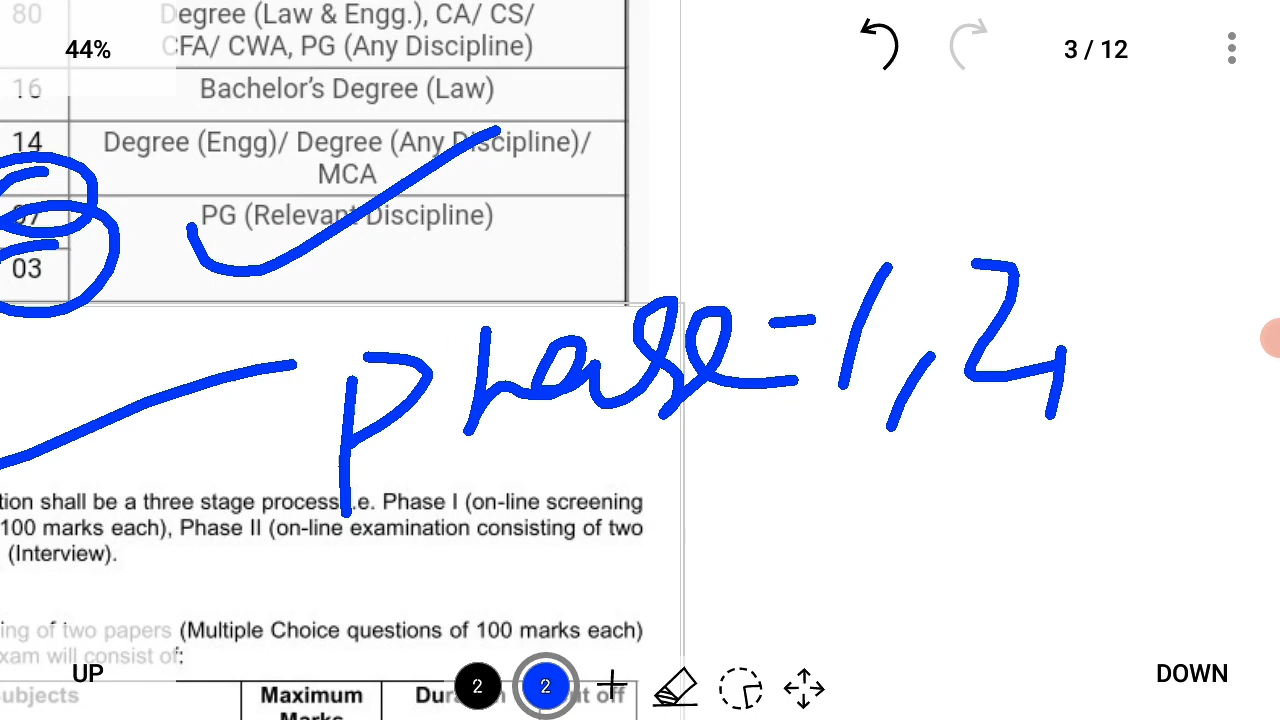 80 Degree (Law & Engg.), CA/ CS/
44% CFA/ CWA, PG (Any Discipline) 3 / 12
16 Bachelor's Degree (Law)
14 Degree (Engg)/ Degree (Any Discipline)/
MCA
07 PG (Relevant Discipline)
03
phase = 1, 2,
tion shall be a three stage process i.e. Phase I (on-line screening
100 marks each), Phase II (on-line examination consisting of two
(Interview).
ing of two papers (Multiple Choice questions of 100 marks each)
exam will consist of:
UP 2 2 DOWN
ubjects Maximum
Marks